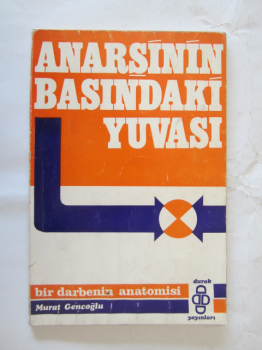 ANARŞİNİN
BASINDAKİ
YUVASI
bir darbenin anatomisi
Murat Gencoğlu
durak
yayınları